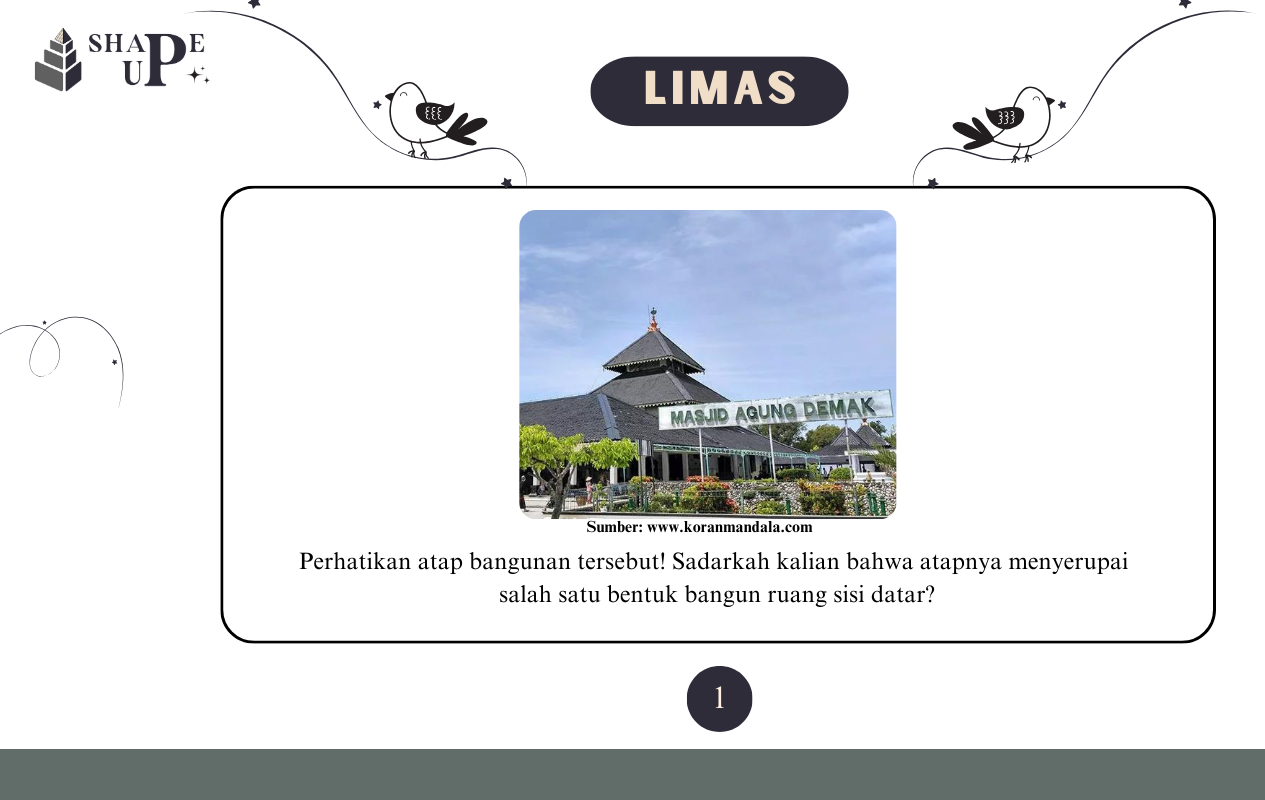 SHAPE
UP
LIMAS
MASJID AGUNG DEMAK
Sumber: www.koranmandala.com
Perhatikan atap bangunan tersebut! Sadarkah kalian bahwa atapnya menyerupai
salah satu bentuk bangun ruang sisi datar?
1